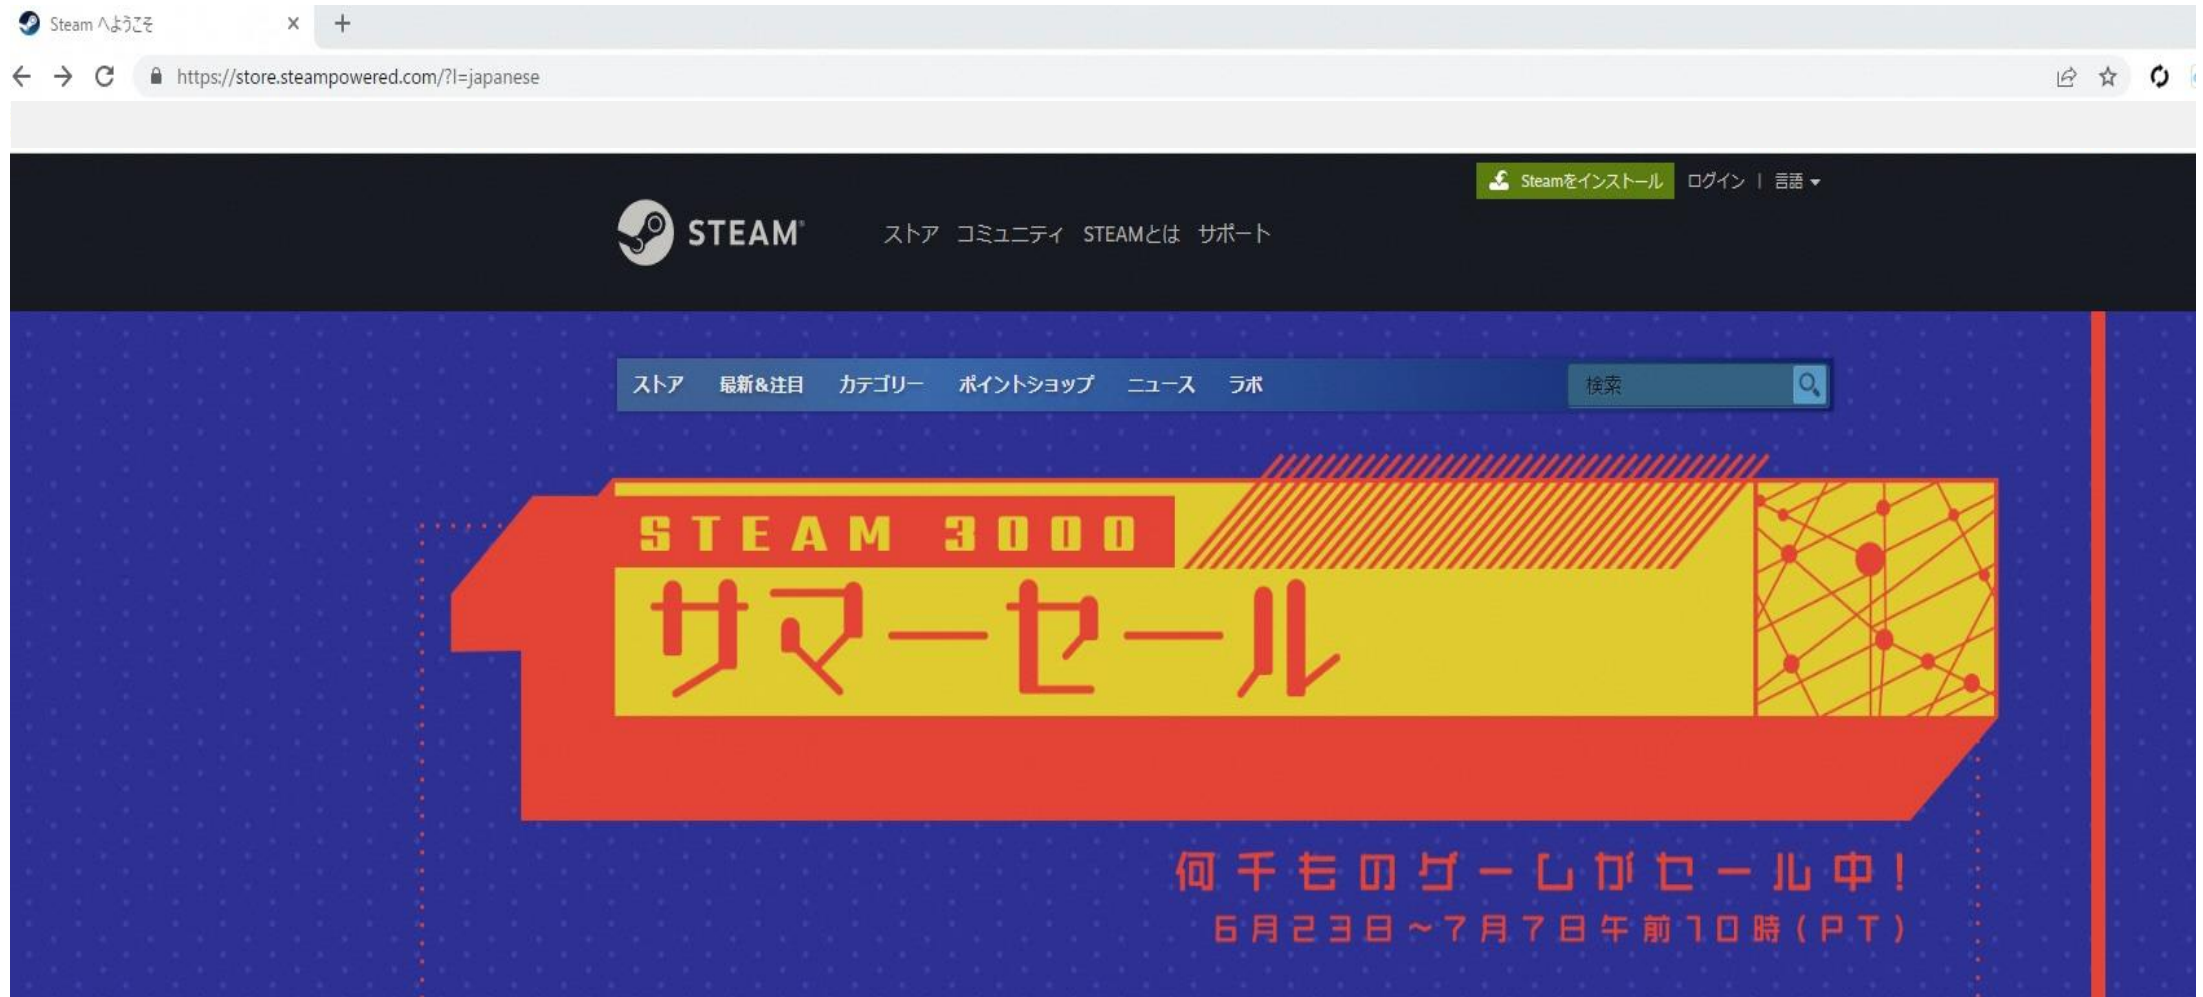 Steam へようこそ
https://store.steampowered.com/?l=japanese
Steamをインストール ログイン | 言語
STEAM® ストア コミュニティ STEAMとは サポート
ストア 最新&注目 カテゴリー ポイントショップ ニュース ラボ 検索
STEAM 3000
サマーセール
何千ものゲームがセール中!
6月23日~7月7日午前10時(PT)